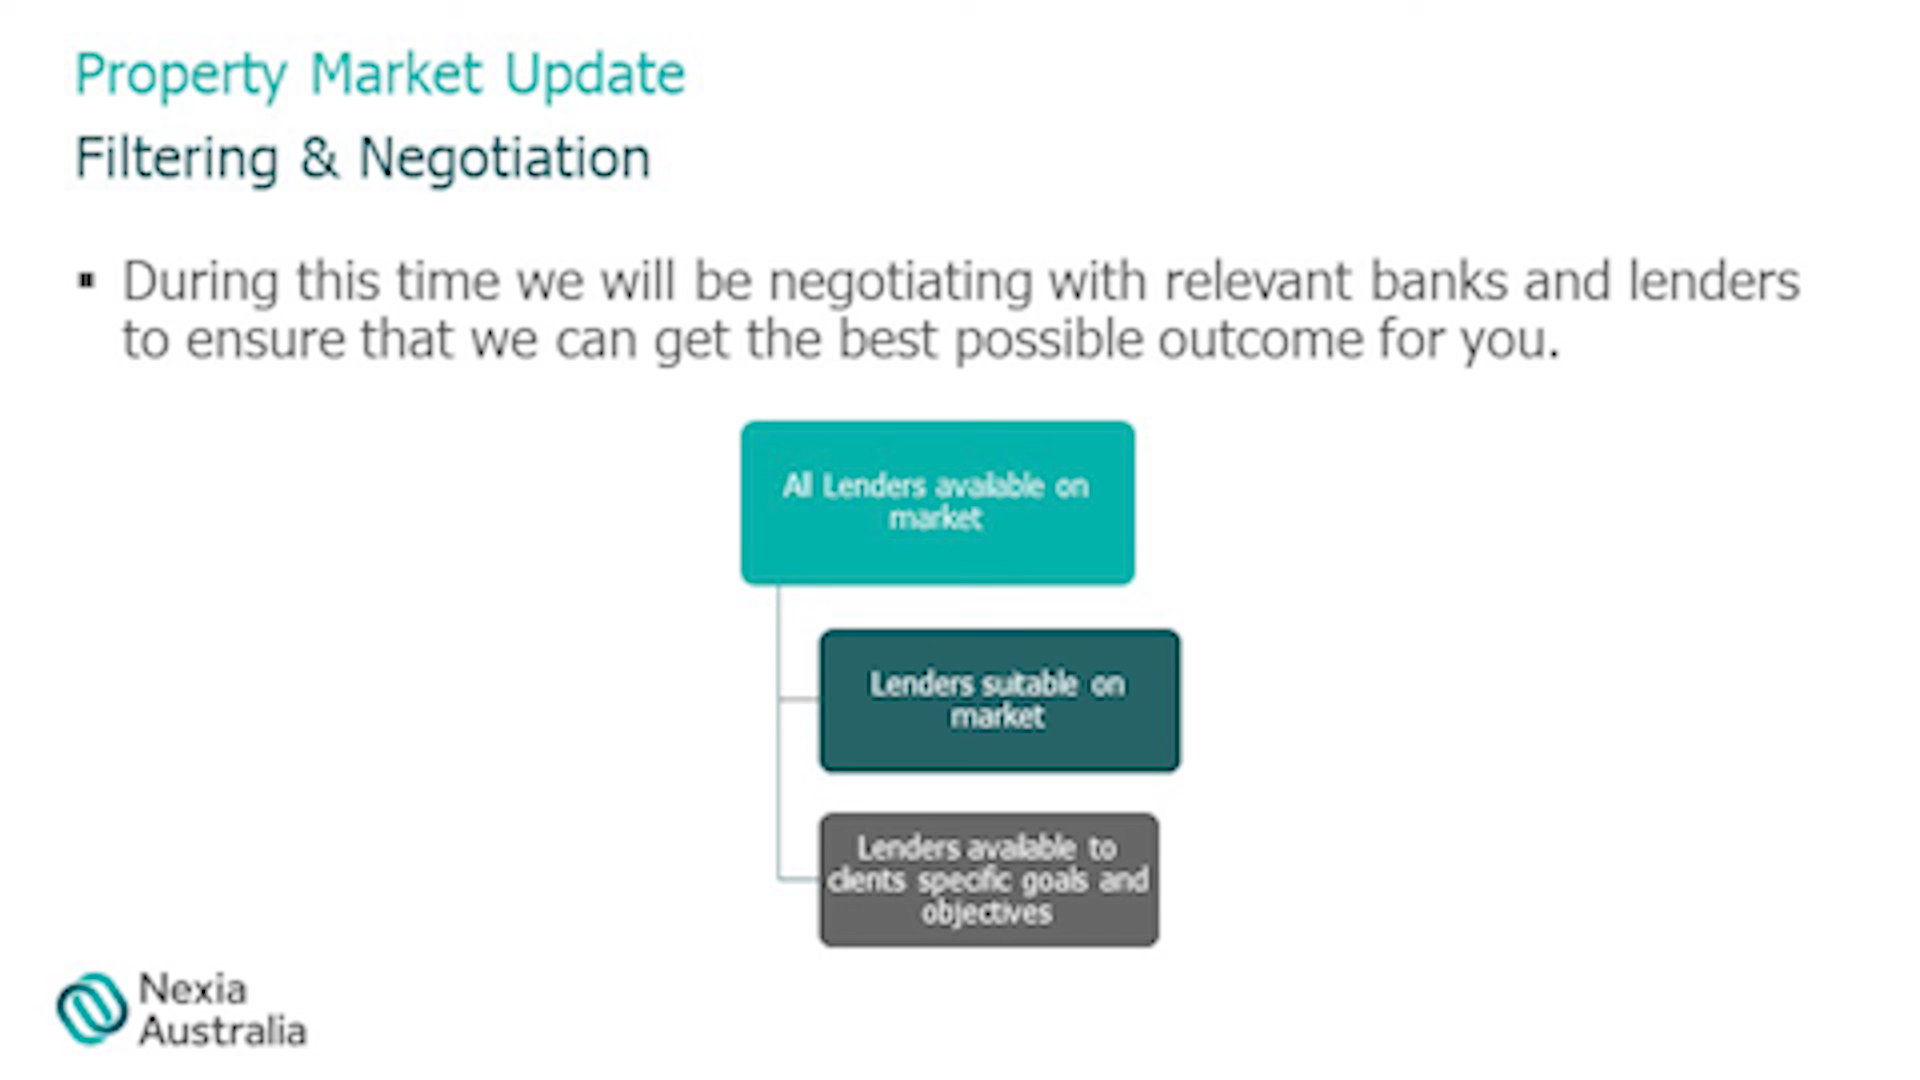 Property Market Update
Filtering & Negotiation
▪ During this time we will be negotiating with relevant banks and lenders
to ensure that we can get the best possible outcome for you.
All Lenders available on
market
Lenders suitable on
market
Lenders available to
clients specific goals and
objectives
Nexia
Australia